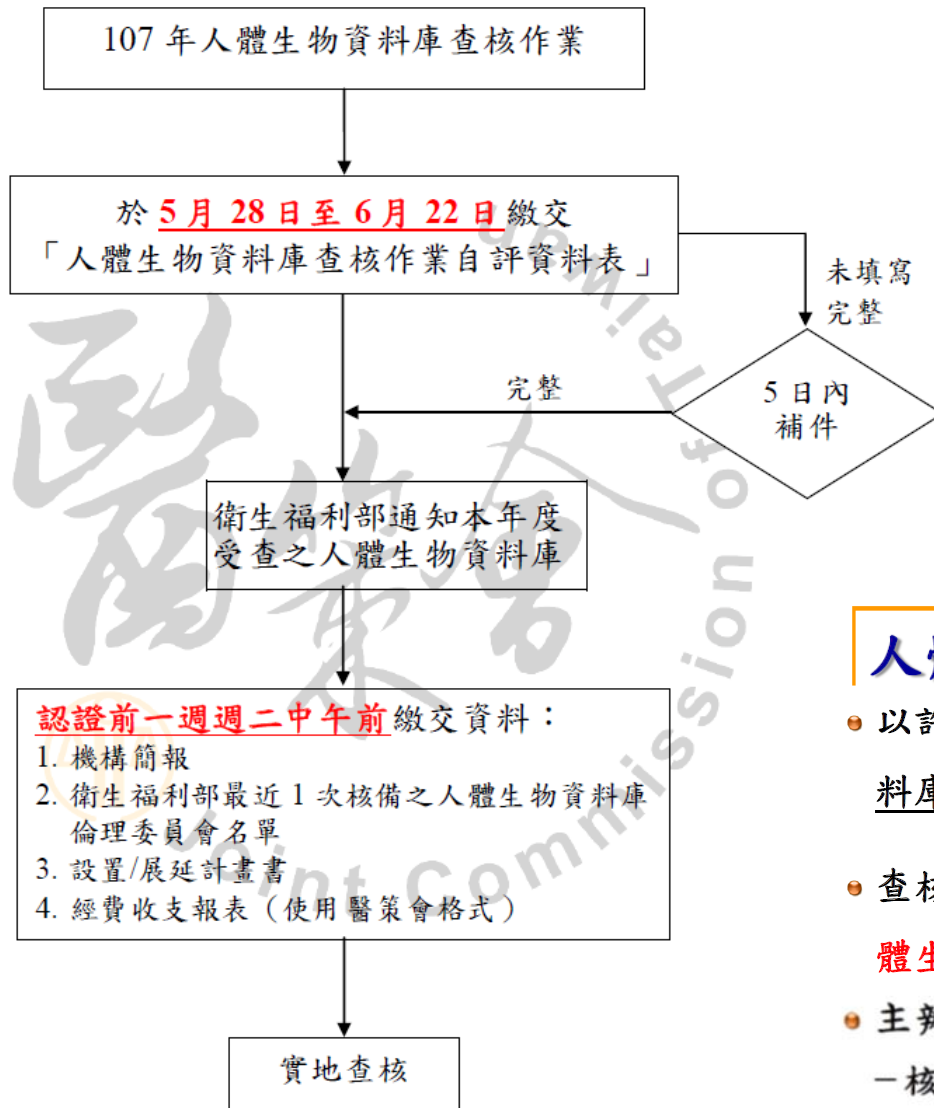 107 年人體生物資料庫查核作業
於 5 月 28 日至 6 月 22 日繳交
「人體生物資料庫查核作業自評資料表」
未填寫
完整
完整
5 日內
補件
衛生福利部通知本年度
受查之人體生物資料庫
認證前一週週二中午前繳交資料：
1. 機構簡報
2. 衛生福利部最近 1 次核備之人體生物資料庫
倫理委員會名單
3. 設置/展延計畫書
4. 經費收支報表（使用醫策會格式）
實地查核
醫策會
Joint Commission of Taiwan
人
以
料庫
查核
體生
主辦
－核